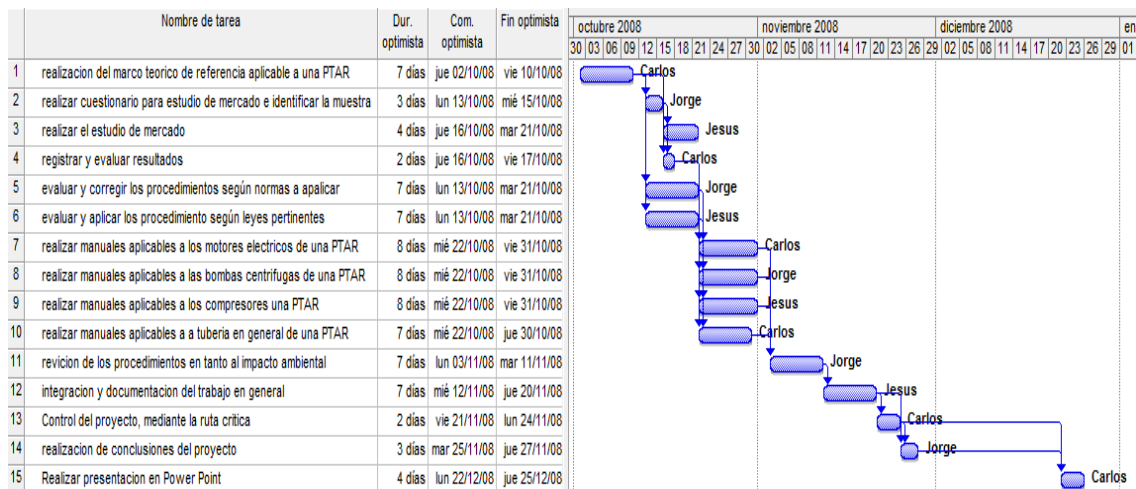 Nombre de tarea Dur. optimista Com. optimista Fin optimista
octubre 2008 noviembre 2008 diciembre 2008 en
30 03 06 09 12 15 18 21 24 27 30 02 05 08 11 14 17 20 23 26 29 02 05 08 11 14 17 20 23 26 29 01
1 realizacion del marco teorico de referencia aplicable a una PTAR 7 días jue 02/10/08 vie 10/10/08 Carlos
2 realizar cuestionario para estudio de mercado e identificar la muestra 3 días lun 13/10/08 mié 15/10/08 Jorge
3 realizar el estudio de mercado 4 días jue 16/10/08 mar 21/10/08 Jesus
4 registrar y evaluar resultados 2 días jue 16/10/08 vie 17/10/08 Carlos
5 evaluar y corregir los procedimientos según normas a apalicar 7 días lun 13/10/08 mar 21/10/08 Jorge
6 evaluar y aplicar los procedimiento según leyes pertinentes 7 días lun 13/10/08 mar 21/10/08 Jesus
7 realizar manuales aplicables a los motores electricos de una PTAR 8 días mié 22/10/08 vie 31/10/08 Carlos
8 realizar manuales aplicables a las bombas centrifugas de una PTAR 8 días mié 22/10/08 vie 31/10/08 Jorge
9 realizar manuales aplicables a los compresores una PTAR 8 días mié 22/10/08 vie 31/10/08 Jesus
10 realizar manuales aplicables a a tuberia en general de una PTAR 7 días mié 22/10/08 jue 30/10/08 Carlos
11 revicion de los procedimientos en tanto al impacto ambiental 7 días lun 03/11/08 mar 11/11/08 Jorge
12 integracion y documentacion del trabajo en general 7 días mié 12/11/08 jue 20/11/08 Jesus
13 Control del proyecto, mediante la ruta critica 2 días vie 21/11/08 lun 24/11/08 Carlos
14 realizacion de conclusiones del proyecto 3 días mar 25/11/08 jue 27/11/08 Jorge
15 Realizar presentacion en Power Point 4 días lun 22/12/08 jue 25/12/08 Carlos